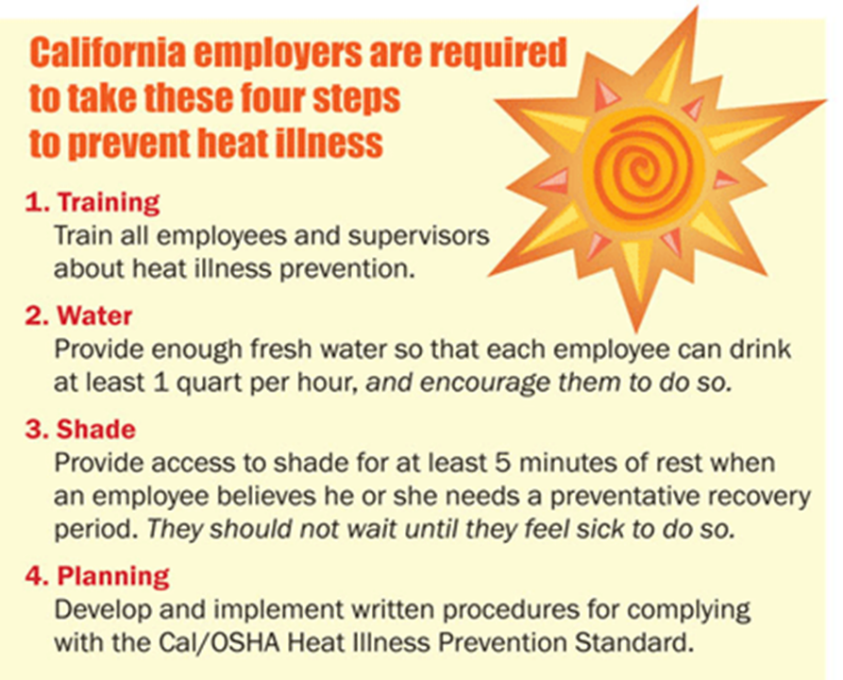 California employers are required
to take these four steps
to prevent heat illness
1. Training
Train all employees and supervisors
about heat illness prevention.
2. Water
Provide enough fresh water so that each employee can drink
at least 1 quart per hour, and encourage them to do so.
3. Shade
Provide access to shade for at least 5 minutes of rest when
an employee believes he or she needs a preventative recovery
period. They should not wait until they feel sick to do so.
4. Planning
Develop and implement written procedures for complying
with the Cal/OSHA Heat Illness Prevention Standard.